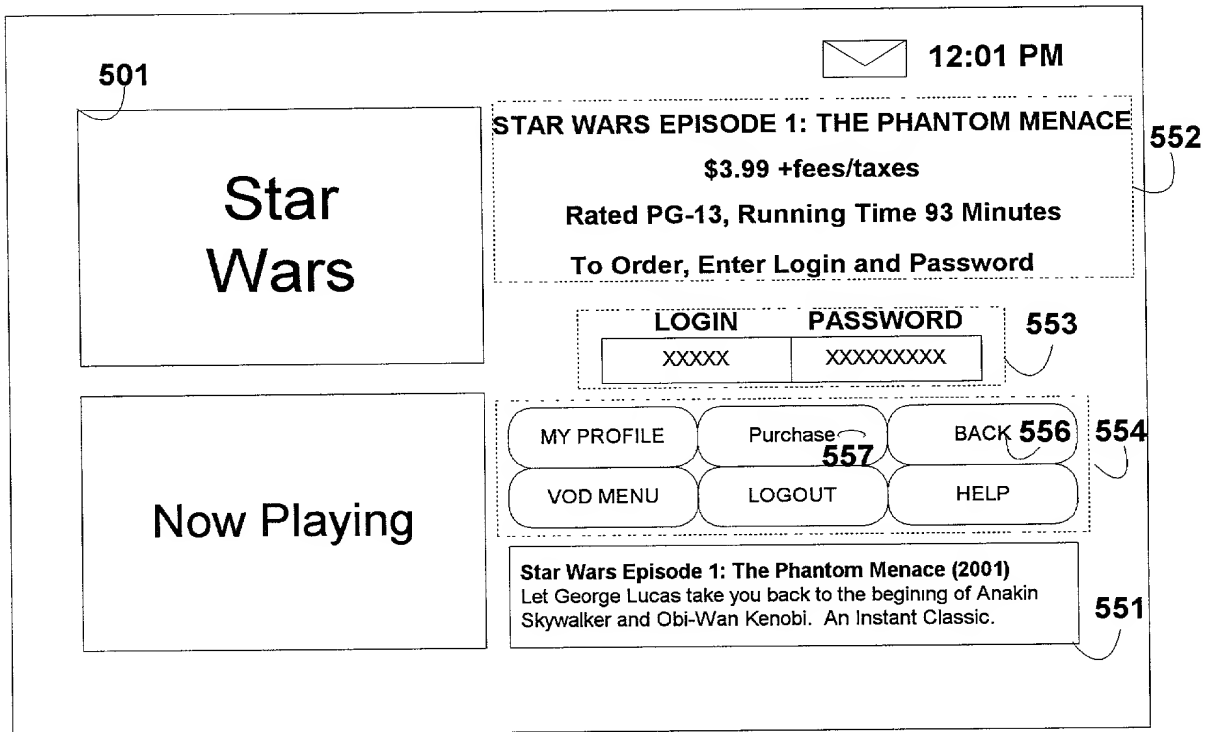 12:01 PM
501
STAR WARS EPISODE 1: THE PHANTOM MENACE
552
$3.99 +fees/taxes
Rated PG-13, Running Time 93 Minutes
To Order, Enter Login and Password
Star
Wars
LOGIN PASSWORD
553
XXXXX XXXXXXXXX
MY PROFILE Purchase BACK 556 554
557
VOD MENU LOGOUT HELP
Now Playing
Star Wars Episode 1: The Phantom Menace (2001)
Let George Lucas take you back to the begining of Anakin
Skywalker and Obi-Wan Kenobi. An Instant Classic.
551